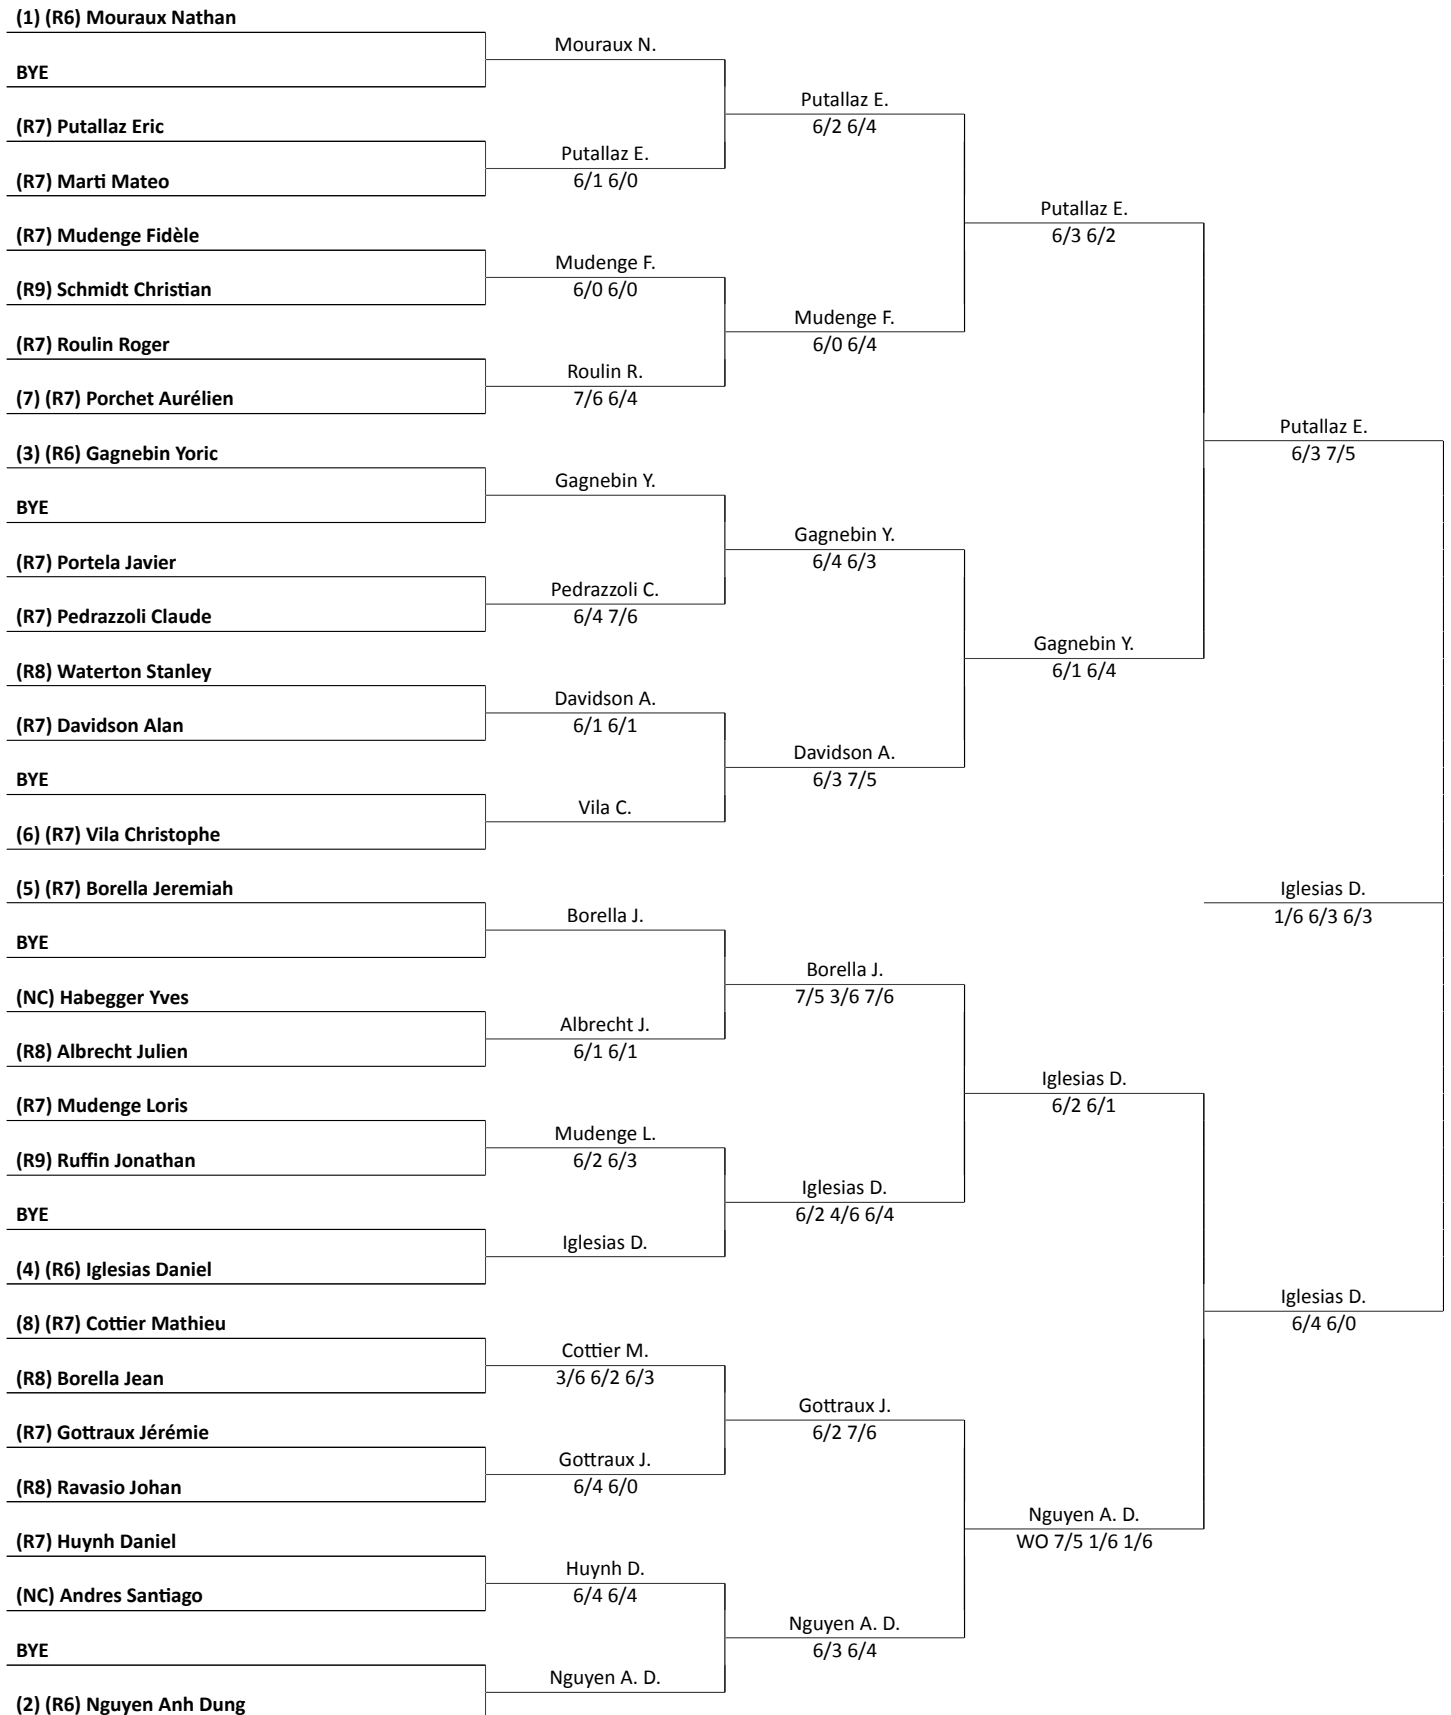 (1) (R6) Mouraux Nathan
BYE
(R7) Putallaz Eric
(R7) Marti Mateo
(R7) Mudenge Fidèle
(R9) Schmidt Christian
(R7) Roulin Roger
(7) (R7) Porchet Aurélien
(3) (R6) Gagnebin Yoric
BYE
(R7) Portela Javier
(R7) Pedrazzoli Claude
(R8) Waterton Stanley
(R7) Davidson Alan
BYE
(6) (R7) Vila Christophe
(5) (R7) Borella Jeremiah
BYE
(NC) Habegger Yves
(R8) Albrecht Julien
(R7) Mudenge Loris
(R9) Ruffin Jonathan
BYE
(4) (R6) Iglesias Daniel
(8) (R7) Cottier Mathieu
(R8) Borella Jean
(R7) Gottraux Jérémie
(R8) Ravasio Johan
(R7) Huynh Daniel
(NC) Andres Santiago
BYE
(2) (R6) Nguyen Anh Dung
Mouraux N.
Putallaz E.
6/1 6/0
Mudenge F.
6/0 6/0
Roulin R.
7/6 6/4
Gagnebin Y.
Pedrazzoli C.
6/4 7/6
Davidson A.
6/1 6/1
Vila C.
Borella J.
Albrecht J.
6/1 6/1
Mudenge L.
6/2 6/3
Iglesias D.
Cottier M.
3/6 6/2 6/3
Gottraux J.
6/4 6/0
Huynh D.
6/4 6/4
Nguyen A. D.
Putallaz E.
6/2 6/4
Mudenge F.
6/0 6/4
Gagnebin Y.
6/4 6/3
Davidson A.
6/3 7/5
Borella J.
7/5 3/6 7/6
Iglesias D.
6/2 4/6 6/4
Gottraux J.
6/2 7/6
Nguyen A. D.
6/3 6/4
Putallaz E.
6/3 6/2
Gagnebin Y.
6/1 6/4
Iglesias D.
6/2 6/1
Nguyen A. D.
WO 7/5 1/6 1/6
Putallaz E.
6/3 7/5
Iglesias D.
1/6 6/3 6/3
Iglesias D.
6/4 6/0